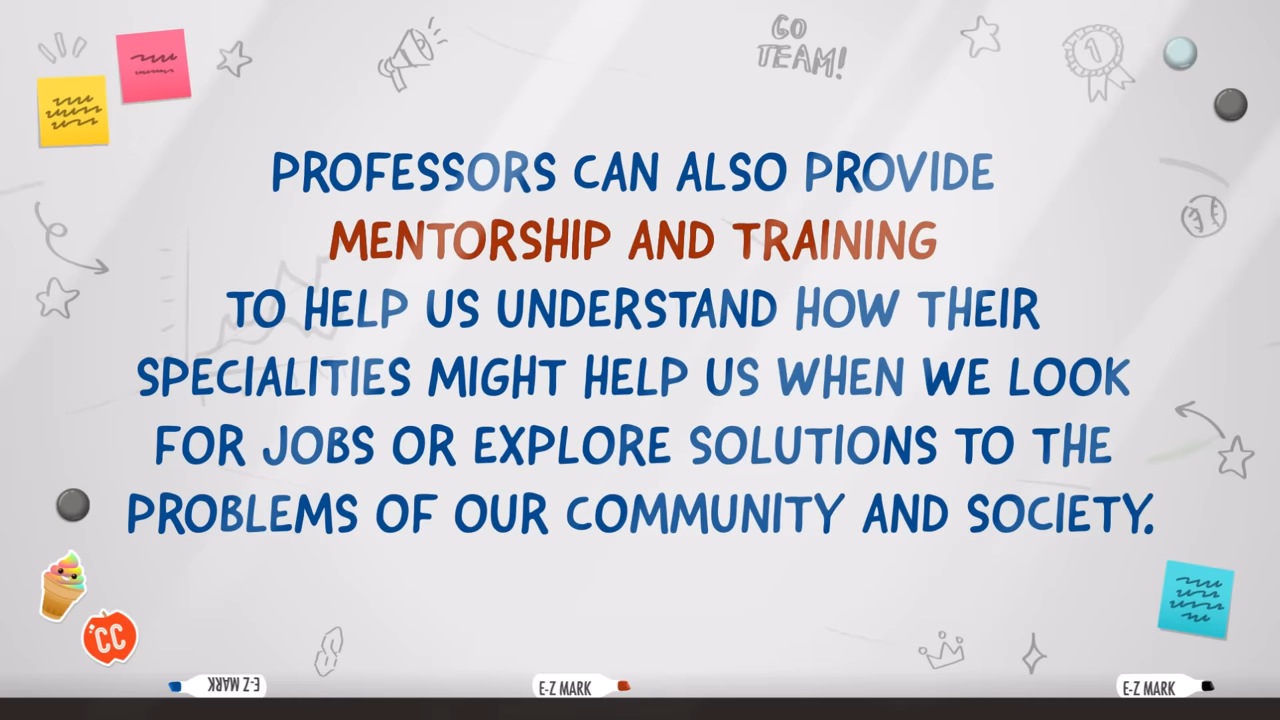 GO
TEAM!
1
PROFESSORS CAN ALSO PROVIDE
MENTORSHIP AND TRAINING
TO HELP US UNDERSTAND HOW THEIR
SPECIALITIES MIGHT HELP US WHEN WE LOOK
FOR JOBS OR EXPLORE SOLUTIONS TO THE
PROBLEMS OF OUR COMMUNITY AND SOCIETY.
CC
E-Z MARK
E-Z MARK
E-Z MARK